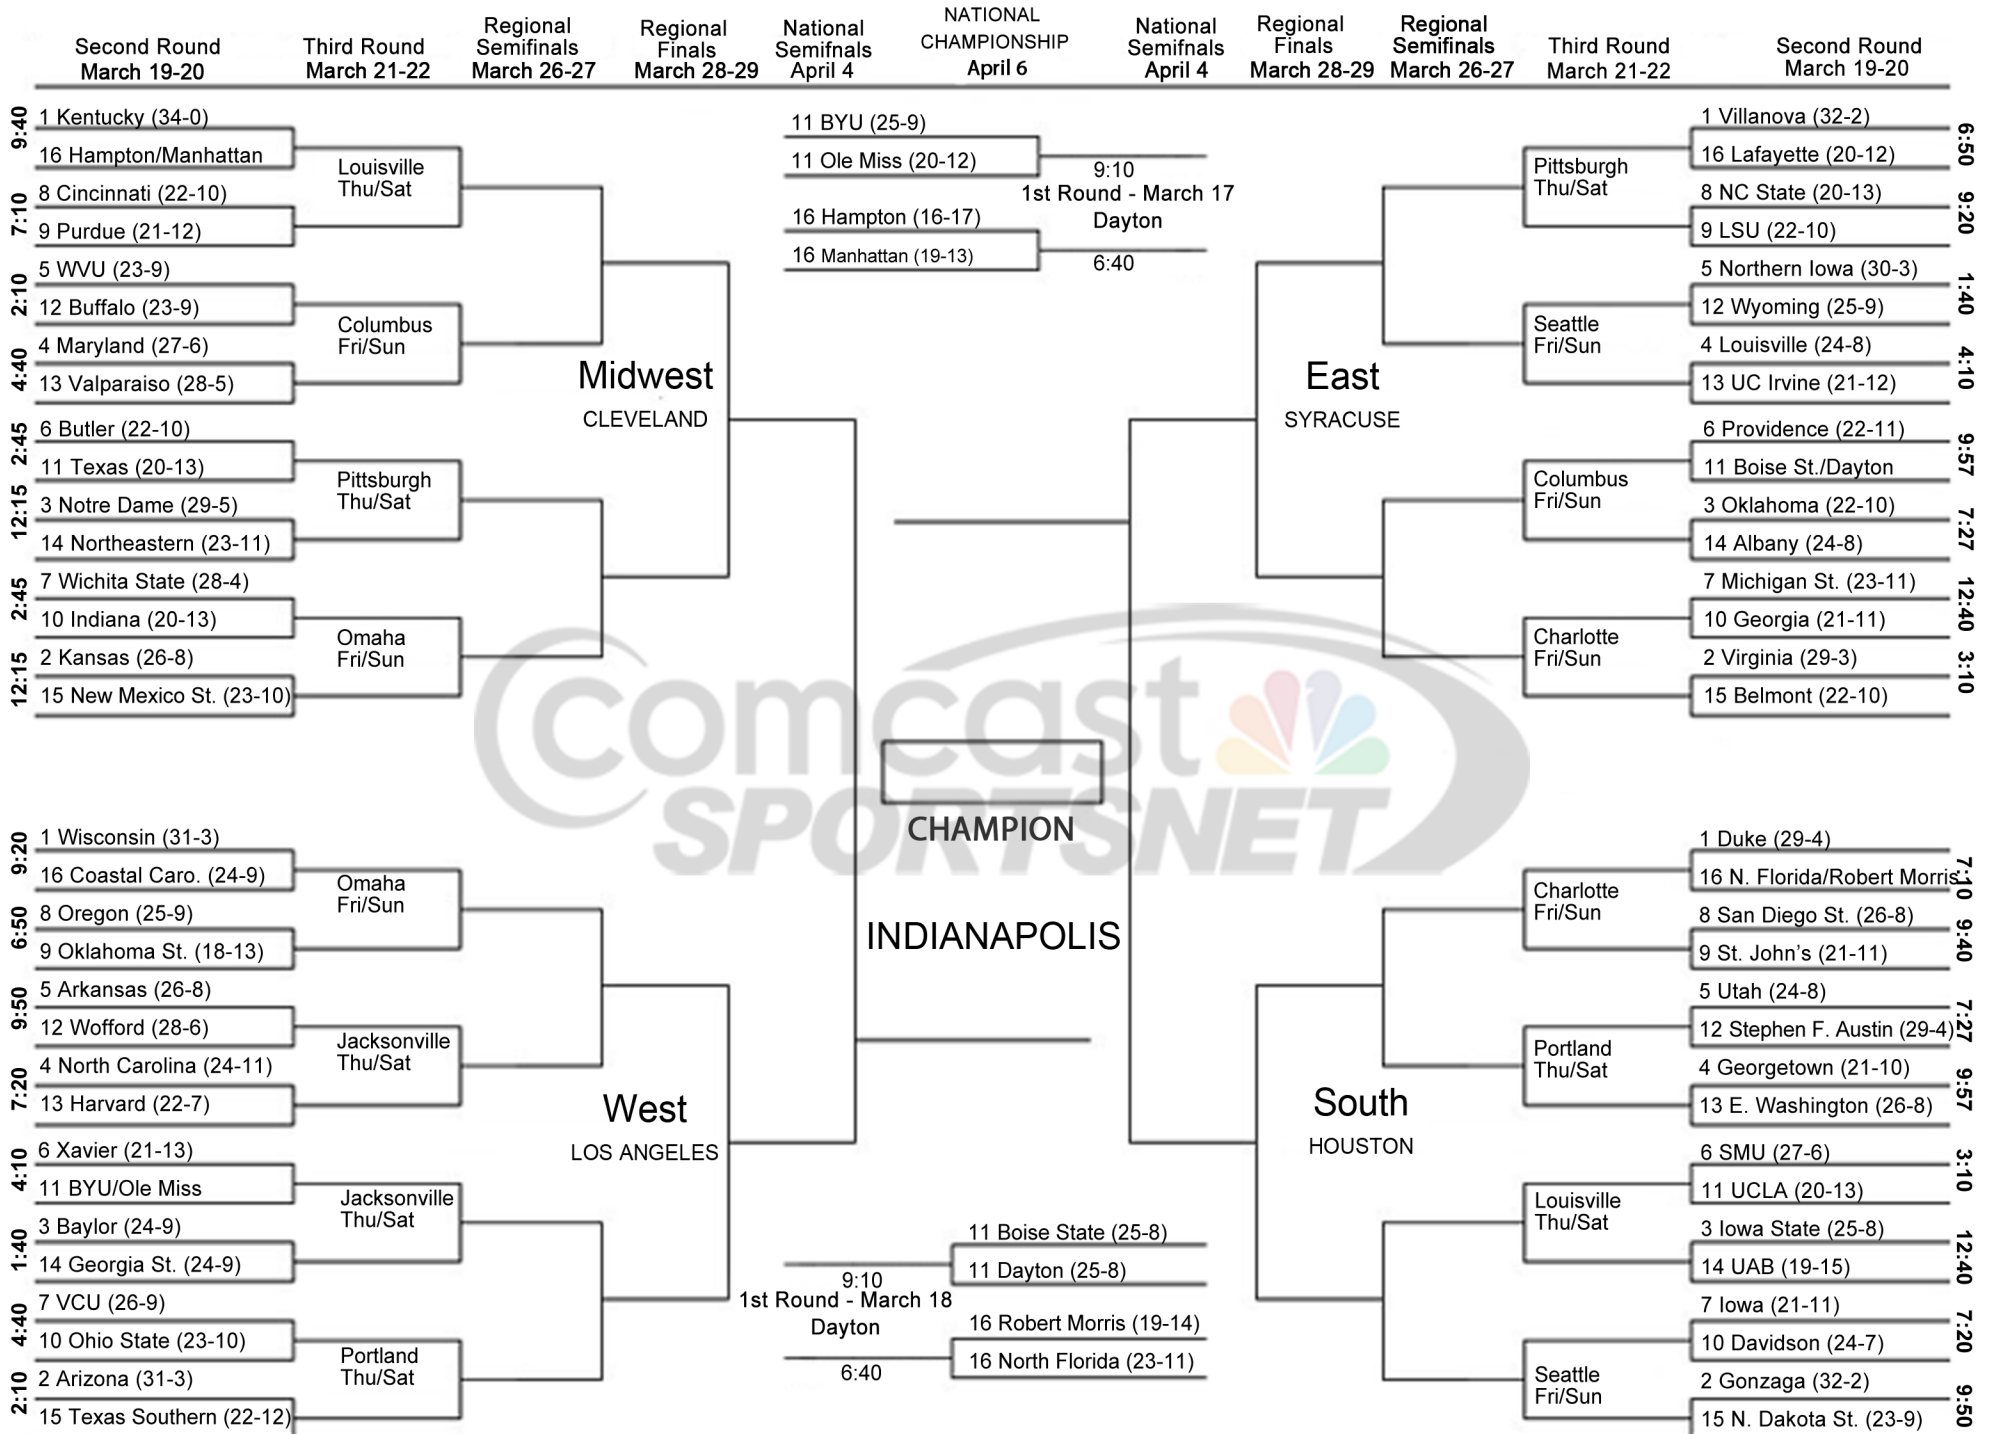 Second Round
March 19-20
Third Round
March 21-22
Regional
Semifinals
March 26-27
Regional
Finals
March 28-29
National
Semifnals
April 4
NATIONAL
CHAMPIONSHIP
April 6
National
Semifnals
April 4
Regional
Finals
March 28-29
Regional
Semifinals
March 26-27
Third Round
March 21-22
Second Round
March 19-20
9:40
1 Kentucky (34-0)
16 Hampton/Manhattan
7:10
8 Cincinnati (22-10)
9 Purdue (21-12)
Louisville
Thu/Sat
2:10
5 WVU (23-9)
12 Buffalo (23-9)
4:40
4 Maryland (27-6)
13 Valparaiso (28-5)
Columbus
Fri/Sun
2:45
6 Butler (22-10)
11 Texas (20-13)
12:15
3 Notre Dame (29-5)
14 Northeastern (23-11)
Pittsburgh
Thu/Sat
2:45
7 Wichita State (28-4)
10 Indiana (20-13)
12:15
2 Kansas (26-8)
15 New Mexico St. (23-10)
Omaha
Fri/Sun
Midwest
CLEVELAND
11 BYU (25-9)
11 Ole Miss (20-12)
9:10
1st Round - March 17
Dayton
16 Hampton (16-17)
16 Manhattan (19-13)
6:40
1 Villanova (32-2)
16 Lafayette (20-12)
6:50
8 NC State (20-13)
9 LSU (22-10)
9:20
Pittsburgh
Thu/Sat
5 Northern Iowa (30-3)
12 Wyoming (25-9)
1:40
4 Louisville (24-8)
13 UC Irvine (21-12)
4:10
Seattle
Fri/Sun
6 Providence (22-11)
11 Boise St./Dayton
9:57
3 Oklahoma (22-10)
14 Albany (24-8)
7:27
Columbus
Fri/Sun
7 Michigan St. (23-11)
10 Georgia (21-11)
12:40
2 Virginia (29-3)
15 Belmont (22-10)
3:10
Charlotte
Fri/Sun
East
SYRACUSE
comcast
SPORTSNET
CHAMPION
INDIANAPOLIS
9:20
1 Wisconsin (31-3)
16 Coastal Caro. (24-9)
6:50
8 Oregon (25-9)
9 Oklahoma St. (18-13)
Omaha
Fri/Sun
9:50
5 Arkansas (26-8)
12 Wofford (28-6)
7:20
4 North Carolina (24-11)
13 Harvard (22-7)
Jacksonville
Thu/Sat
4:10
6 Xavier (21-13)
11 BYU/Ole Miss
1:40
3 Baylor (24-9)
14 Georgia St. (24-9)
Jacksonville
Thu/Sat
4:40
7 VCU (26-9)
10 Ohio State (23-10)
2:10
2 Arizona (31-3)
15 Texas Southern (22-12)
Portland
Thu/Sat
West
LOS ANGELES
11 Boise State (25-8)
11 Dayton (25-8)
9:10
1st Round - March 18
Dayton
16 Robert Morris (19-14)
16 North Florida (23-11)
6:40
1 Duke (29-4)
16 N. Florida/Robert Morris
7:10
8 San Diego St. (26-8)
9 St. John's (21-11)
9:40
Charlotte
Fri/Sun
5 Utah (24-8)
12 Stephen F. Austin (29-4)
7:27
4 Georgetown (21-10)
13 E. Washington (26-8)
9:57
Portland
Thu/Sat
6 SMU (27-6)
11 UCLA (20-13)
3:10
3 Iowa State (25-8)
14 UAB (19-15)
12:40
Louisville
Thu/Sat
7 Iowa (21-11)
10 Davidson (24-7)
7:20
2 Gonzaga (32-2)
15 N. Dakota St. (23-9)
9:50
Seattle
Fri/Sun
South
HOUSTON